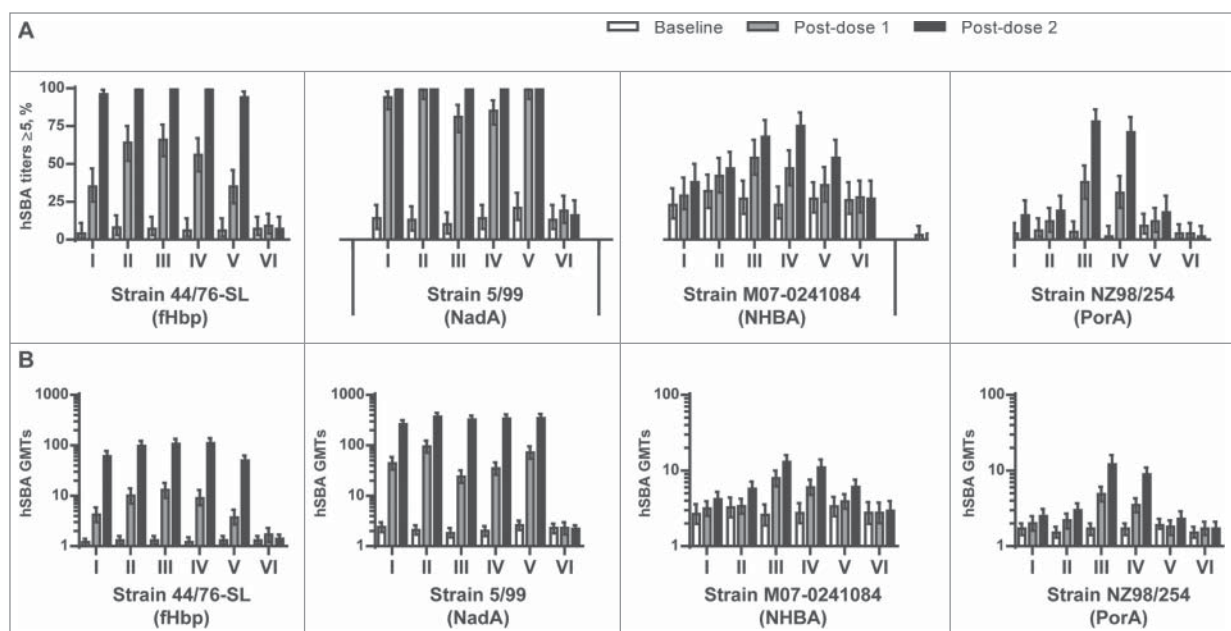 A
Baseline Post-dose 1 Post-dose 2
hSBA titers ≥5, %
100
75
50
25
0
I II III IV V VI
Strain 44/76-SL
(fHbp)
I II III IV V VI
Strain 5/99
(NadA)
I II III IV V VI
Strain M07-0241084
(NHBA)
I II III IV V VI
Strain NZ98/254
(PorA)
B
hSBA GMTs
1000
100
10
1
I II III IV V VI
Strain 44/76-SL
(fHbp)
hSBA GMTs
1000
100
10
1
I II III IV V VI
Strain 5/99
(NadA)
hSBA GMTs
100
10
1
I II III IV V VI
Strain M07-0241084
(NHBA)
hSBA GMTs
100
10
1
I II III IV V VI
Strain NZ98/254
(PorA)